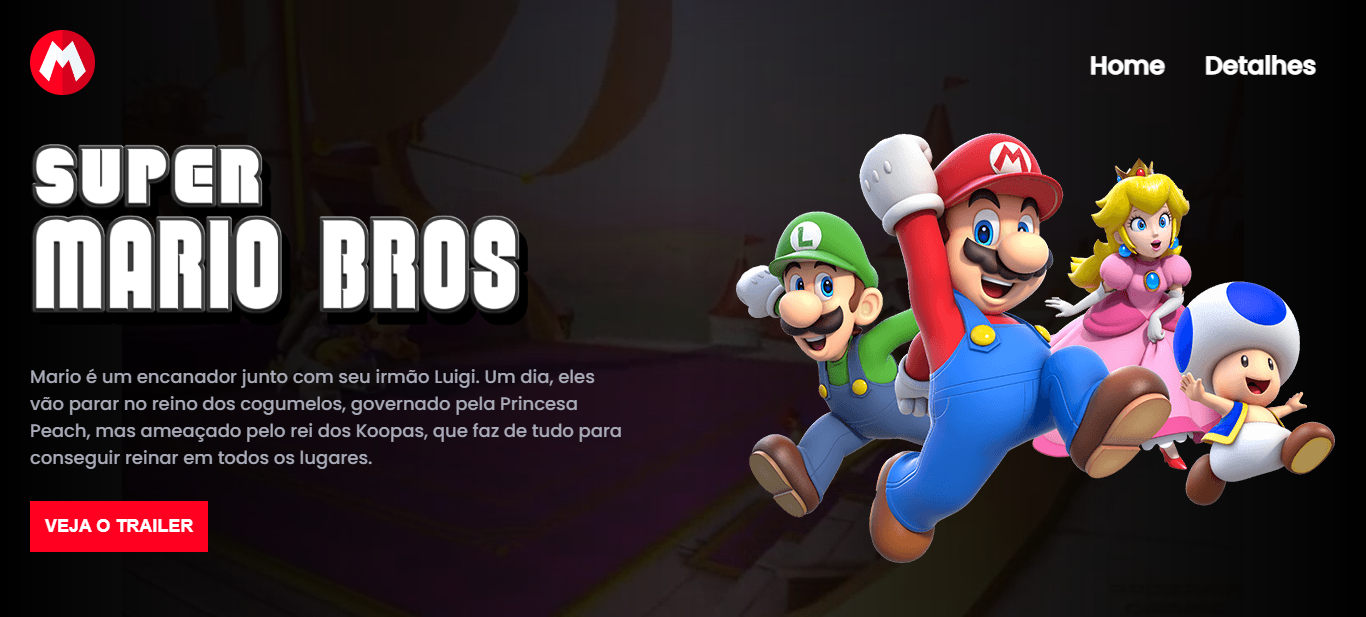 M
Home Detalhes
SUPER
MARIO BROS
L
M
Mario é um encanador junto com seu irmão Luigi. Um dia, eles
vão parar no reino dos cogumelos, governado pela Princesa
Peach, mas ameaçado pelo rei dos Koopas, que faz de tudo para
conseguir reinar em todos os lugares.
VEJA O TRAILER